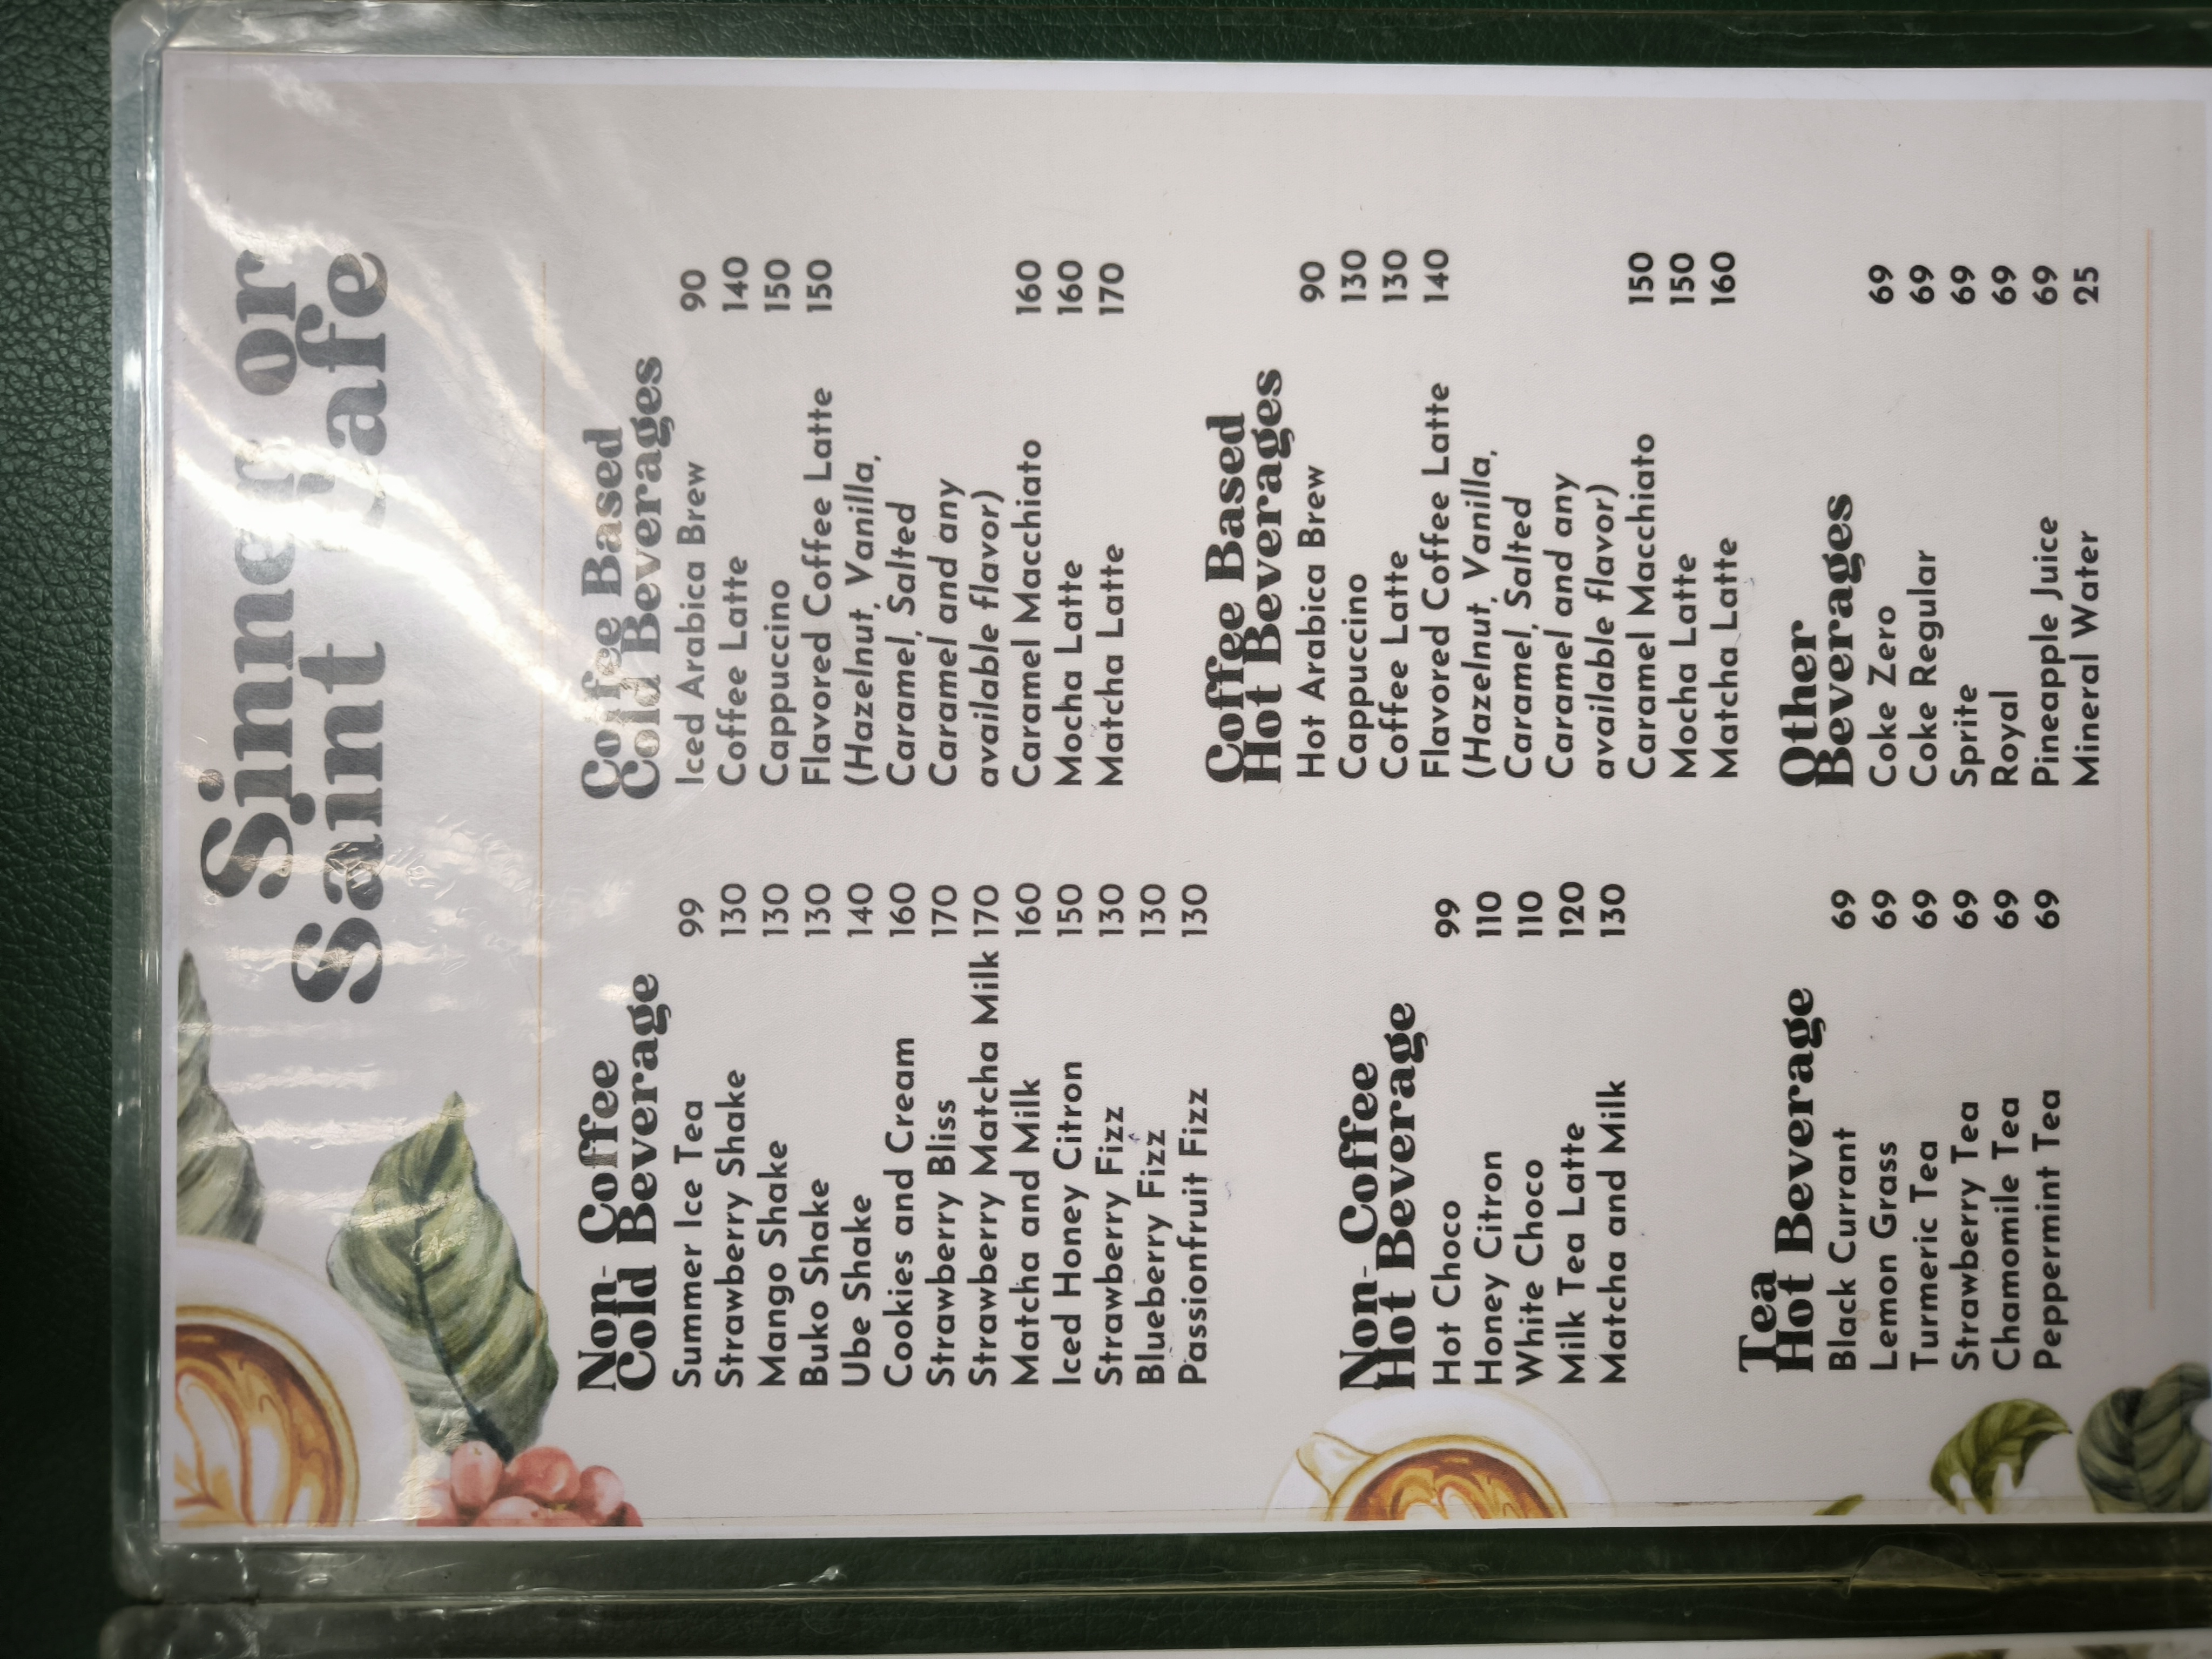 Sinner or
Saint Cafe
Non- Coffee
Cold Beverage
Summer Ice Tea 99
Strawberry Shake 130
Mango Shake 130
Buko Shake 130
Ube Shake 140
Cookies and Cream 160
Strawberry Bliss 170
Strawberry Matcha Milk 170
Matcha and Milk 160
Iced Honey Citron 150
Strawberry Fizz 130
Blueberry Fizz 130
Passionfruit Fizz 130
Non- Coffee
Hot Beverage
Hot Choco 99
Honey Citron 110
White Choco 110
Milk Tea Latte 120
Matcha and Milk 130
Tea
Hot Beverage
Black Currant 69
Lemon Grass 69
Turmeric Tea 69
Strawberry Tea 69
Chamomile Tea 69
Peppermint Tea 69
Coffee Based
Cold Beverages
Iced Arabica Brew 90
Coffee Latte 140
Cappuccino 150
Flavored Coffee Latte 150
(Hazelnut, Vanilla,
Caramel, Salted
Caramel and any
available flavor)
Caramel Macchiato 160
Mocha Latte 160
Matcha Latte 170
Coffee Based
Hot Beverages
Hot Arabica Brew 90
Cappuccino 130
Coffee Latte 130
Flavored Coffee Latte 140
(Hazelnut, Vanilla,
Caramel, Salted
Caramel and any
available flavor)
Caramel Macchiato 150
Mocha Latte 150
Matcha Latte 160
Other
Beverages
Coke Zero 69
Coke Regular 69
Sprite 69
Royal 69
Pineapple Juice 69
Mineral Water 25